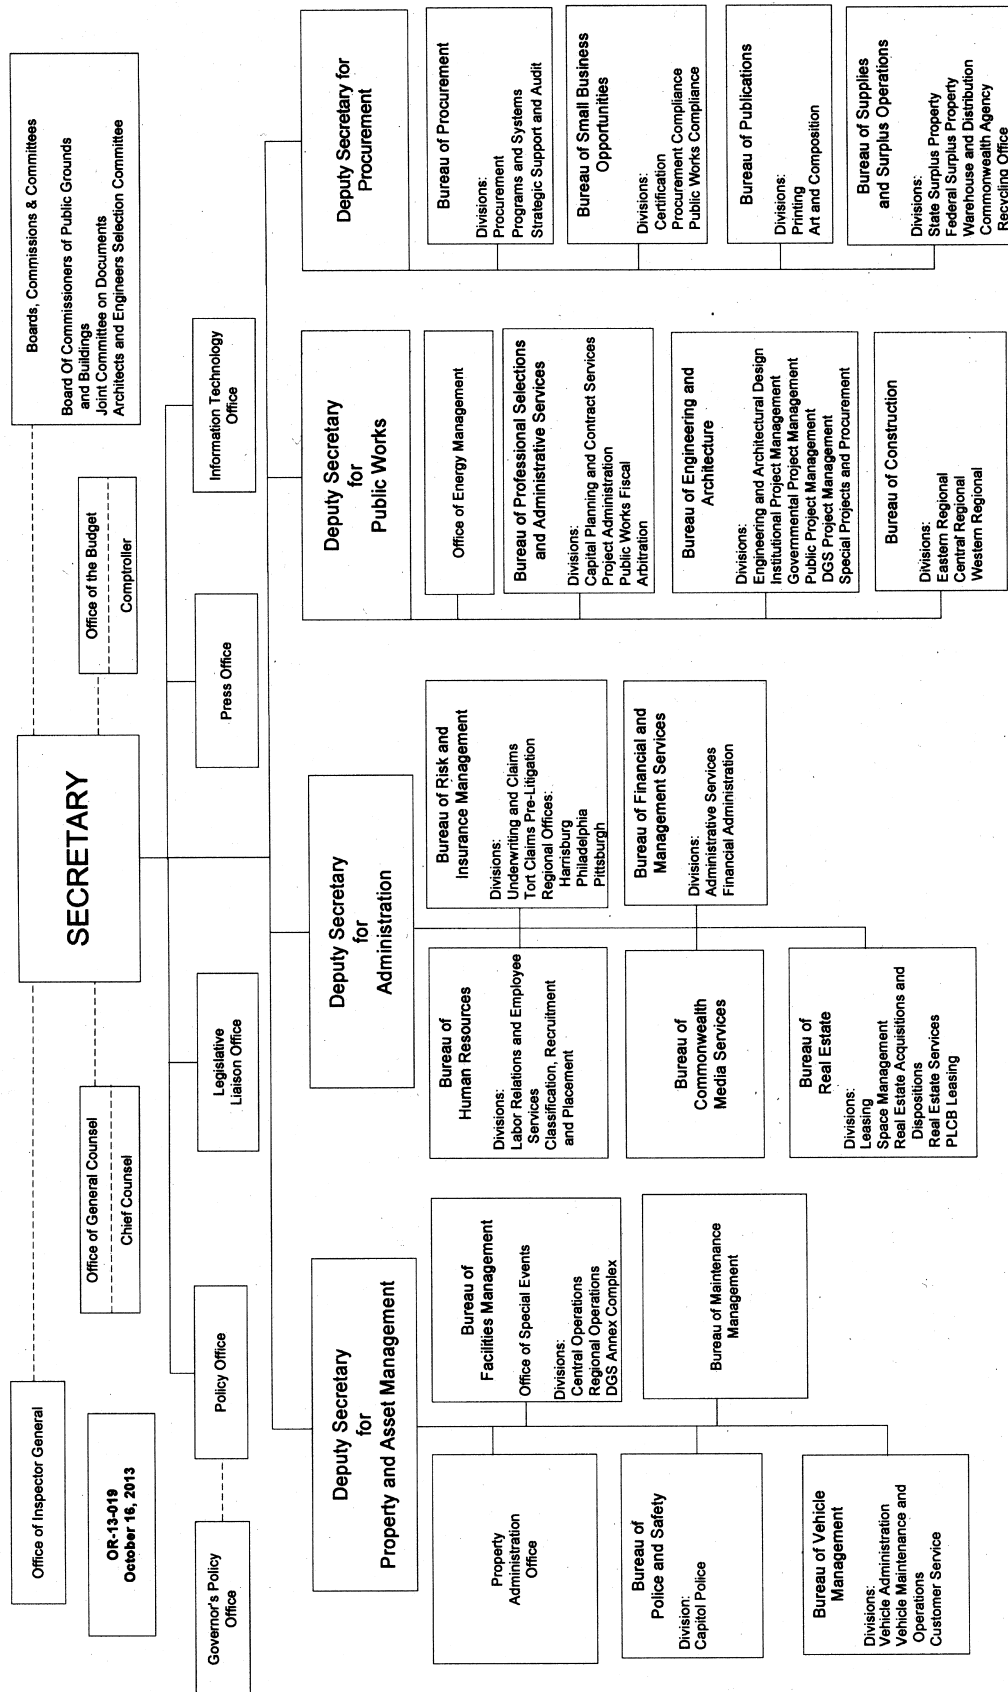 Office of Inspector General
OR-13-019
October 16, 2013
SECRETARY
Boards, Commissions & Committees
Board Of Commissioners of Public Grounds
and Buildings
Joint Committee on Documents
Architects and Engineers Selection Committee
Office of General Counsel
Chief Counsel
Office of the Budget
Comptroller
Governor's Policy
Office
Policy Office
Legislative
Liaison Office
Press Office
Information Technology
Office
Deputy Secretary
for
Property and Asset Management
Property
Administration
Office
Bureau of
Facilities Management
Office of Special Events
Divisions:
Central Operations
Regional Operations
DGS Annex Complex
Bureau of
Police and Safety
Division:
Capitol Police
Bureau of Maintenance
Management
Bureau of Vehicle
Management
Divisions:
Vehicle Administration
Vehicle Maintenance and
Operations
Customer Service
Deputy Secretary
for
Administration
Bureau of
Human Resources
Divisions:
Labor Relations and Employee
Services
Classification, Recruitment
and Placement
Bureau of Risk and
Insurance Management
Divisions:
Underwriting and Claims
Tort Claims Pre-Litigation
Regional Offices:
Harrisburg
Philadelphia
Pittsburgh
Bureau of
Commonwealth
Media Services
Bureau of Financial and
Management Services
Divisions:
Administrative Services
Financial Administration
Bureau of
Real Estate
Divisions:
Leasing
Space Management
Real Estate Acquisitions and
Dispositions
Real Estate Services
PLCB Leasing
Deputy Secretary
for
Public Works
Office of Energy Management
Bureau of Professional Selections
and Administrative Services
Divisions:
Capital Planning and Contract Services
Project Administration
Public Works Fiscal
Arbitration
Bureau of Engineering and
Architecture
Divisions:
Engineering and Architectural Design
Institutional Project Management
Governmental Project Management
Public Project Management
DGS Project Management
Special Projects and Procurement
Bureau of Construction
Divisions:
Eastern Regional
Central Regional
Western Regional
Deputy Secretary for
Procurement
Bureau of Procurement
Divisions:
Procurement
Programs and Systems
Strategic Support and Audit
Bureau of Small Business
Opportunities
Divisions:
Certification
Procurement Compliance
Public Works Compliance
Bureau of Publications
Divisions:
Printing
Art and Composition
Bureau of Supplies
and Surplus Operations
Divisions:
State Surplus Property
Federal Surplus Property
Warehouse and Distribution
Commonwealth Agency
Recycling Office